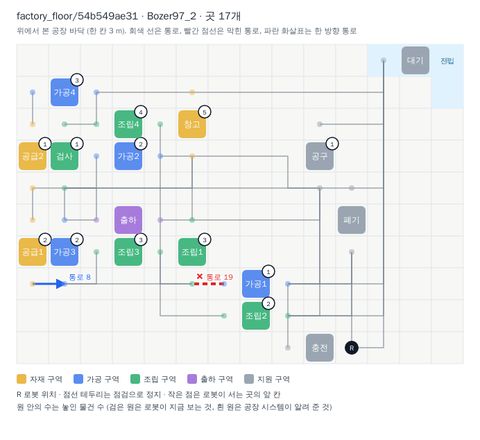 factory_floor/54b549ae31 · Bozer97_2 · 곳 17개
위에서 본 공장 바닥 (한 칸 3 m). 회색 선은 통로, 빨간 점선은 막힌 통로, 파란 화살표는 한 방향 통로
대기
전립
3
가공4
4
조립4
5
창고
1
공급2
1
검사
2
가공2
1
공구
출하
폐기
2
공급1
2
가공3
3
조립3
3
조립1
통로 8
✖ 통로 19
1
가공1
2
조립2
충전
R
자재 구역
가공 구역
조립 구역
출하 구역
지원 구역
R 로봇 위치 · 점선 테두리는 점검으로 정지 · 작은 점은 로봇이 서는 곳의 앞 칸
원 안의 수는 놓인 물건 수 (검은 원은 로봇이 지금 보는 것, 흰 원은 공장 시스템이 알려 준 것)